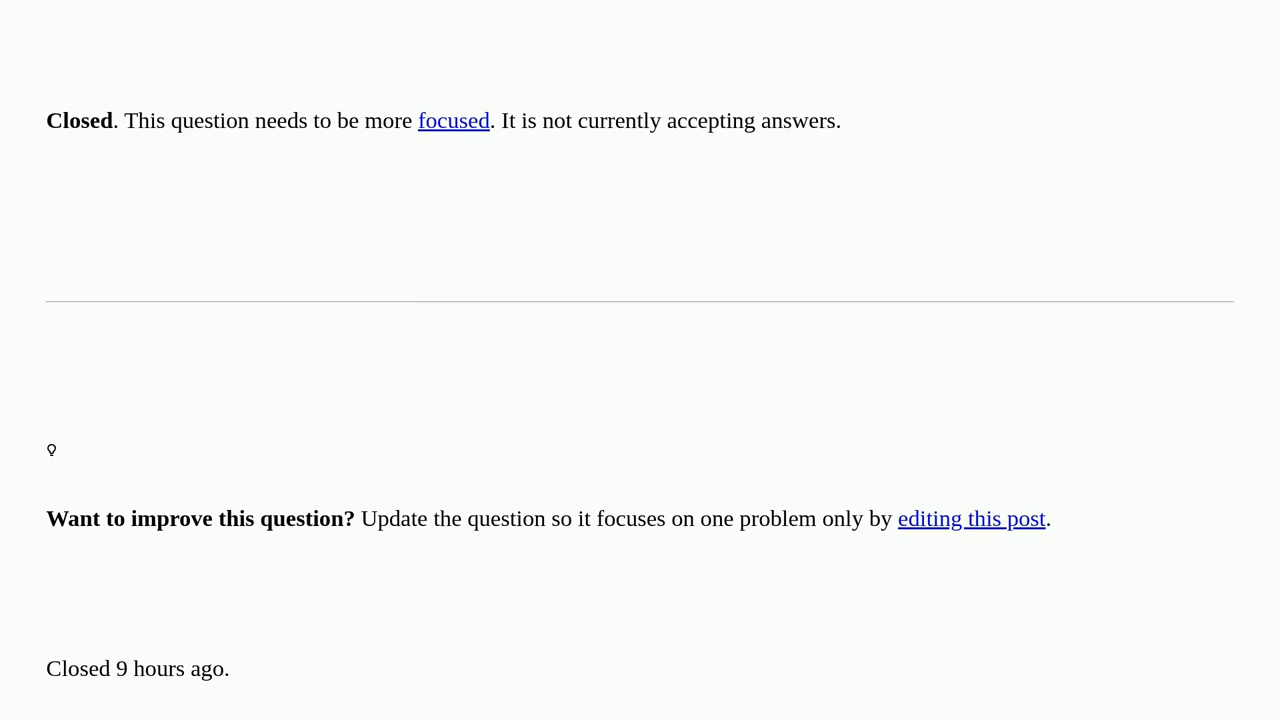 Closed. This question needs to be more focused. It is not currently accepting answers.
Want to improve this question? Update the question so it focuses on one problem only by editing this post.
Closed 9 hours ago.